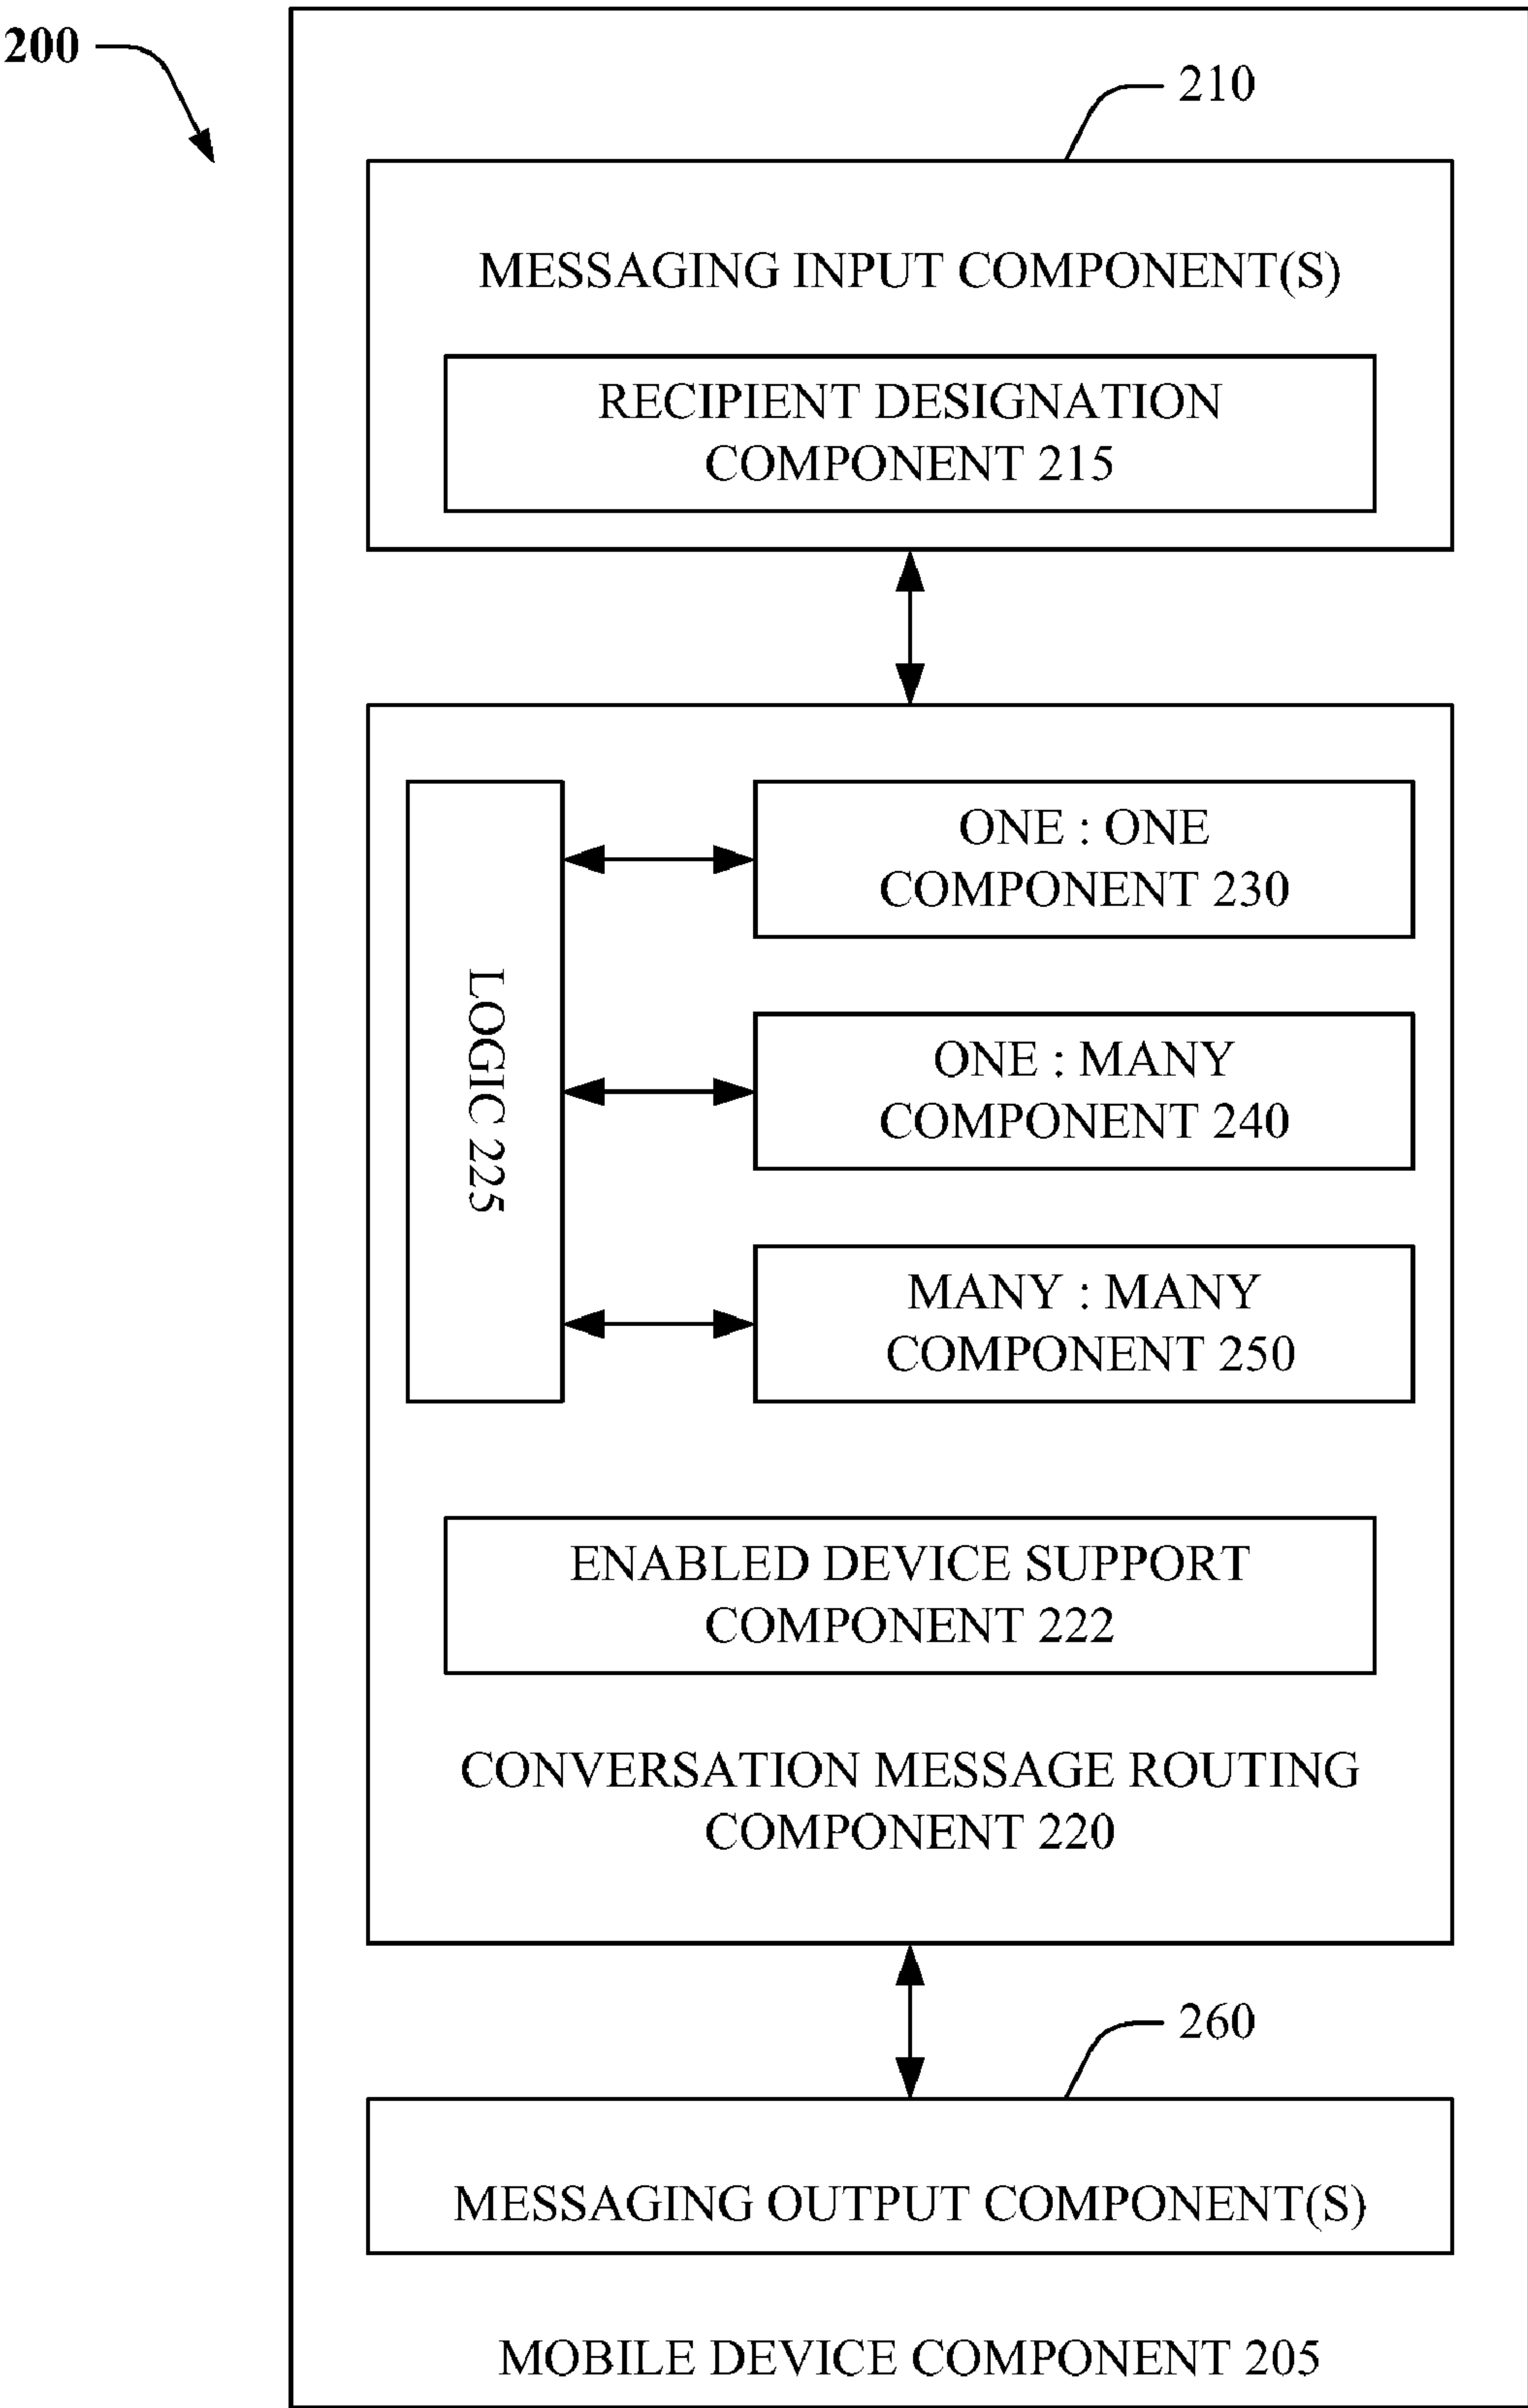 200
210
MESSAGING INPUT COMPONENT(S)
RECIPIENT DESIGNATION
COMPONENT 215
LOGIC 225
ONE : ONE
COMPONENT 230
ONE : MANY
COMPONENT 240
MANY : MANY
COMPONENT 250
ENABLED DEVICE SUPPORT
COMPONENT 222
CONVERSATION MESSAGE ROUTING
COMPONENT 220
260
MESSAGING OUTPUT COMPONENT(S)
MOBILE DEVICE COMPONENT 205